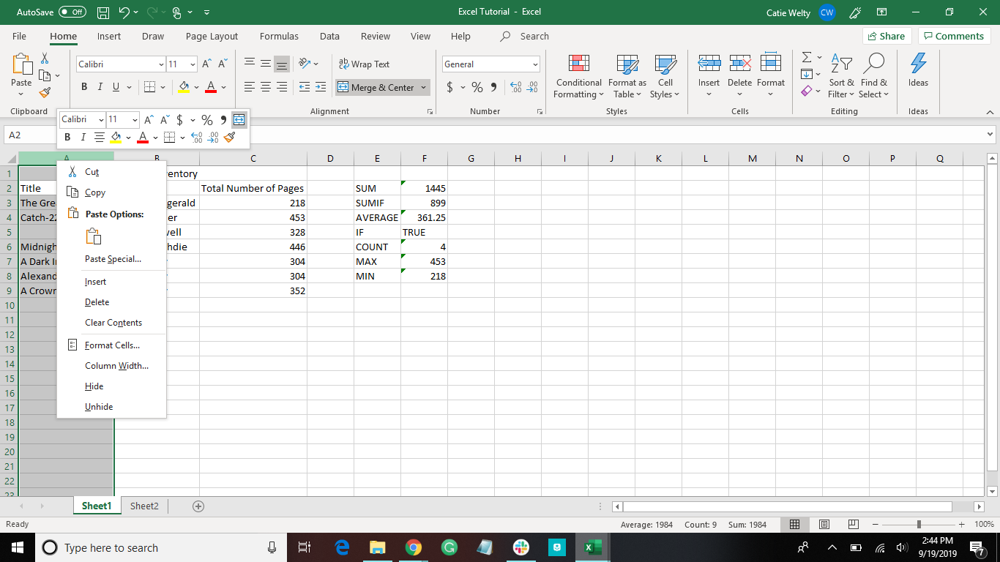 AutoSave Off Excel Tutorial - Excel Catie Welty CW
File Home Insert Draw Page Layout Formulas Data Review View Help Search Share Comments
Paste Calibri 11 A A Wrap Text General Conditional Formatting Format as Table Cell Styles Insert Delete Format Sort & Filter Find & Select Ideas
B I U A Merge & Center $ % , .00
Clipboard Alignment Number Styles Cells Editing Ideas
Calibri 11 A A $ % ,
B I A
A2
A B C D E F G H I J K L M N O P Q
1 entory
2 Title Total Number of Pages SUM 1445
3 The Gre gerald 218 SUMIF 899
4 Catch-22 er 453 AVERAGE 361.25
5 vell 328 IF TRUE
6 Midnigh hdie 446 COUNT 4
7 A Dark I 304 MAX 453
8 Alexand 304 MIN 218
9 A Crown 352
10
11
12
13
14
15
16
17
18
19
20
21
22
23
Cut
Copy
Paste Options:
Paste Special...
Insert
Delete
Clear Contents
Format Cells...
Column Width...
Hide
Unhide
Sheet1 Sheet2
Ready Average: 1984 Count: 9 Sum: 1984 100%
Type here to search 2:44 PM
9/19/2019 7